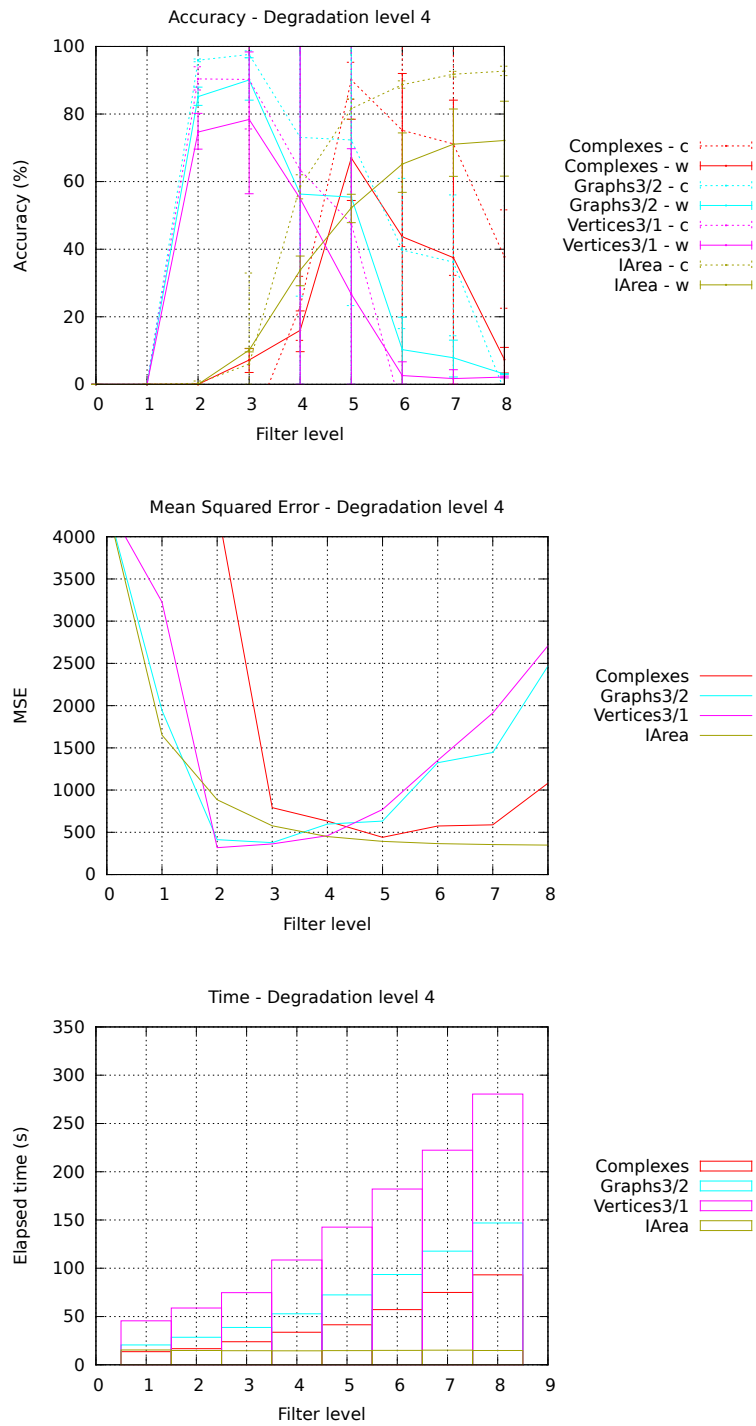 Accuracy - Degradation level 4
100
80
60
40
20
0
Accuracy (%)
0 1 2 3 4 5 6 7 8
Filter level
Complexes - c
Complexes - w
Graphs3/2 - c
Graphs3/2 - w
Vertices3/1 - c
Vertices3/1 - w
IArea - c
IArea - w
Mean Squared Error - Degradation level 4
4000
3500
3000
2500
2000
1500
1000
500
0
MSE
0 1 2 3 4 5 6 7 8
Filter level
Complexes
Graphs3/2
Vertices3/1
IArea
Time - Degradation level 4
350
300
250
200
150
100
50
0
Elapsed time (s)
0 1 2 3 4 5 6 7 8 9
Filter level
Complexes
Graphs3/2
Vertices3/1
IArea